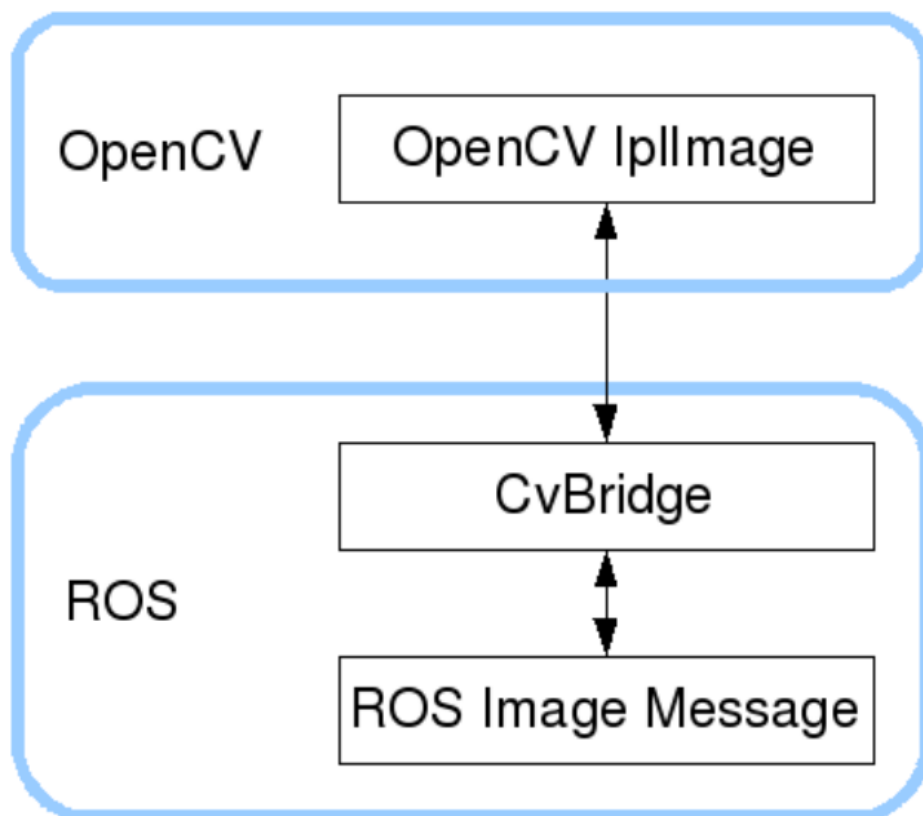 OpenCV
OpenCV IplImage
CvBridge
ROS
ROS Image Message